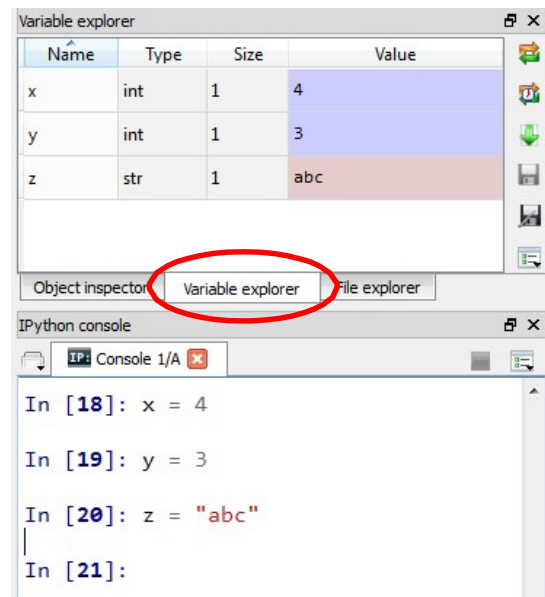 Variable explorer
Name Type Size Value
x int 1 4
y int 3
z str 1 abc
Object inspector Variable explorer File explorer
IPython console
IP: Console 1/A
In [18]: x = 4
In [19]: y = 3
In [20]: z = "abc"
In [21]: